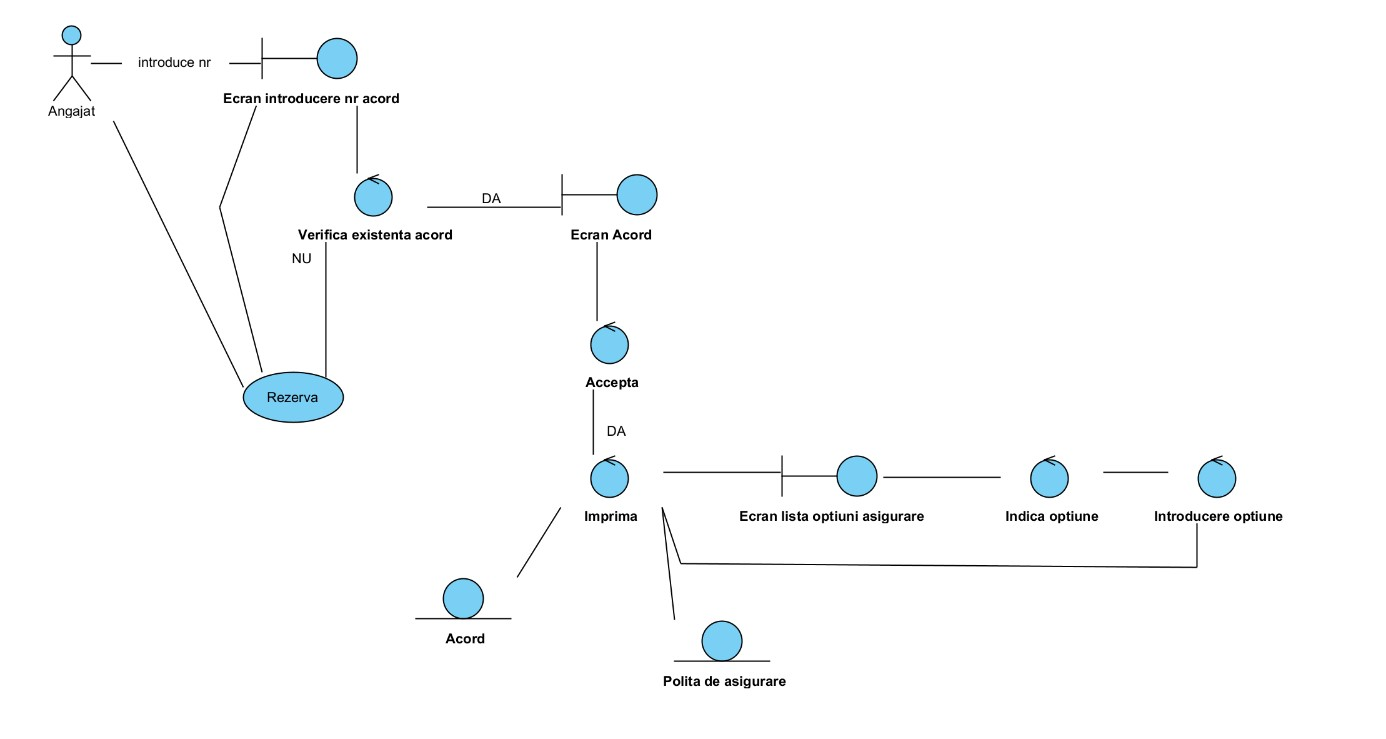 introduce nr
Ecran introducere nr acord
Angajat
DA
Verifica existenta acord
Ecran Acord
NU
Accepta
Rezerva
DA
Imprima
Ecran lista optiuni asigurare
Indica optiune
Introducere optiune
Acord
Polita de asigurare